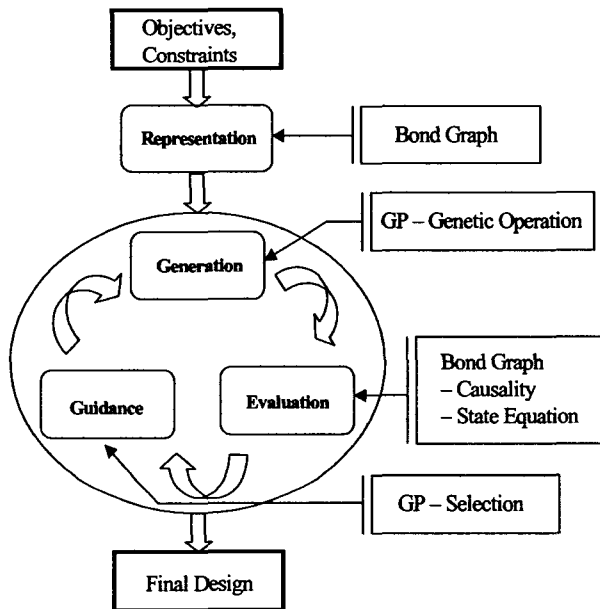 Objectives,
Constraints
Representation
Bond Graph
GP – Genetic Operation
Generation
Bond Graph
– Causality
– State Equation
Guidance
Evaluation
GP – Selection
Final Design